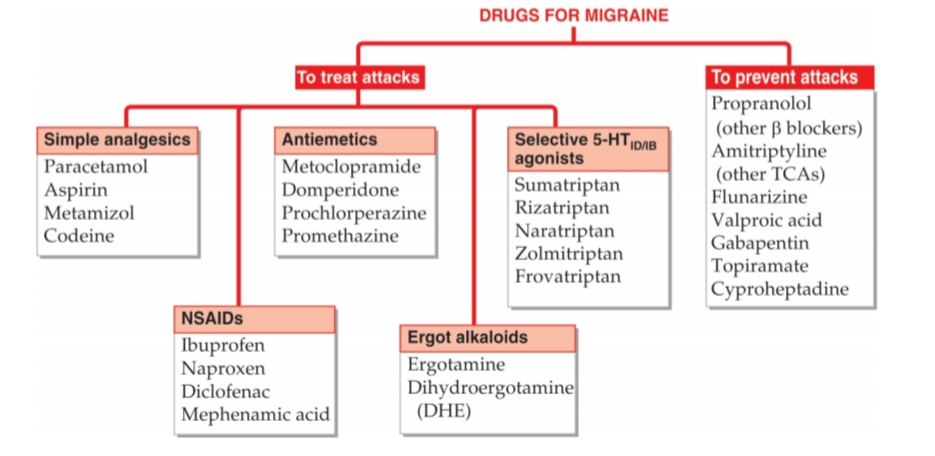 DRUGS FOR MIGRAINE
To treat attacks
To prevent attacks
Propranolol
(other β blockers)
Amitriptyline
(other TCAs)
Flunarizine
Valproic acid
Gabapentin
Topiramate
Cyproheptadine
Simple analgesics
Paracetamol
Aspirin
Metamizol
Codeine
Antiemetics
Metoclopramide
Domperidone
Prochlorperazine
Promethazine
Selective 5-HT1D/IB
agonists
Sumatriptan
Rizatriptan
Naratriptan
Zolmitriptan
Frovatriptan
NSAIDs
Ibuprofen
Naproxen
Diclofenac
Mephenamic acid
Ergot alkaloids
Ergotamine
Dihydroergotamine
(DHE)